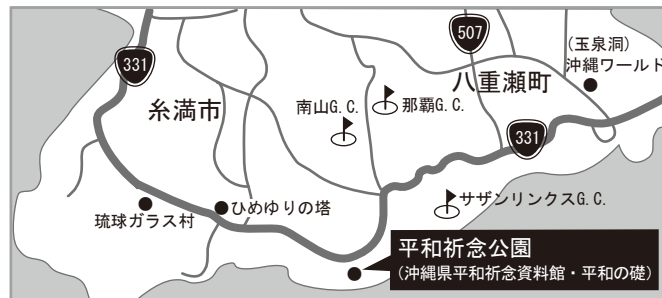 507
(玉泉洞)
沖縄ワールド
331
八重瀬町
糸満市
南山G.C.
那覇G.C.
331
サザンリンクスG.C.
ひめゆりの塔
琉球ガラス村
平和祈念公園
(沖縄県平和祈念資料館・平和の礎)